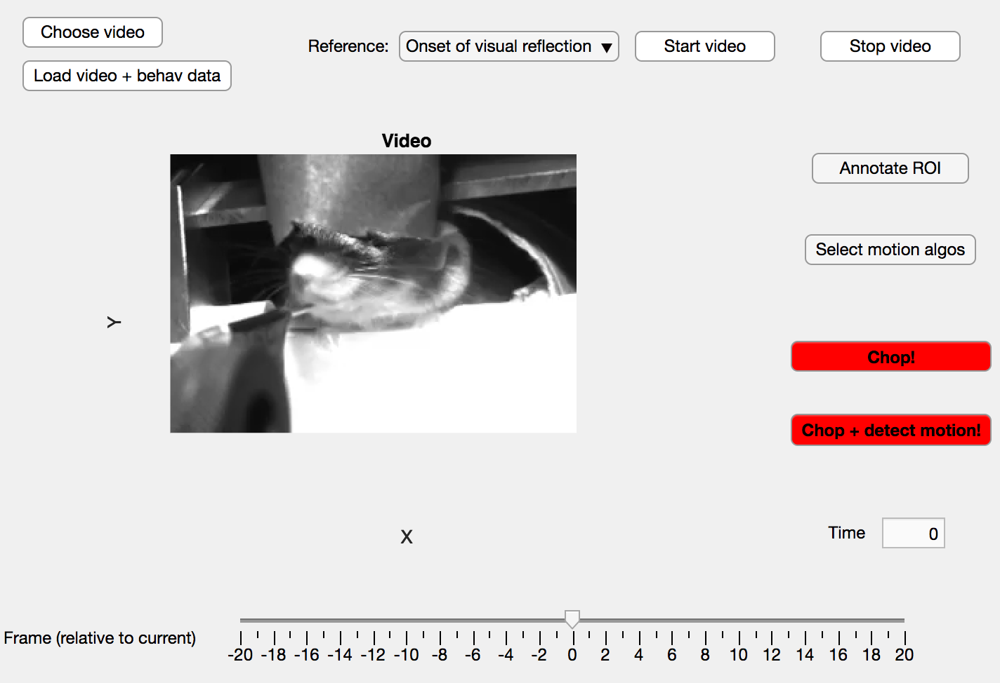 Choose video
Load video + behav data
Reference: Onset of visual reflection ▼ Start video Stop video
Video
Annotate ROI
Select motion algos
Y
Chop!
Chop + detect motion!
X
Time 0
Frame (relative to current)
-20 -18 -16 -14 -12 -10 -8 -6 -4 -2 0 2 4 6 8 10 12 14 16 18 20